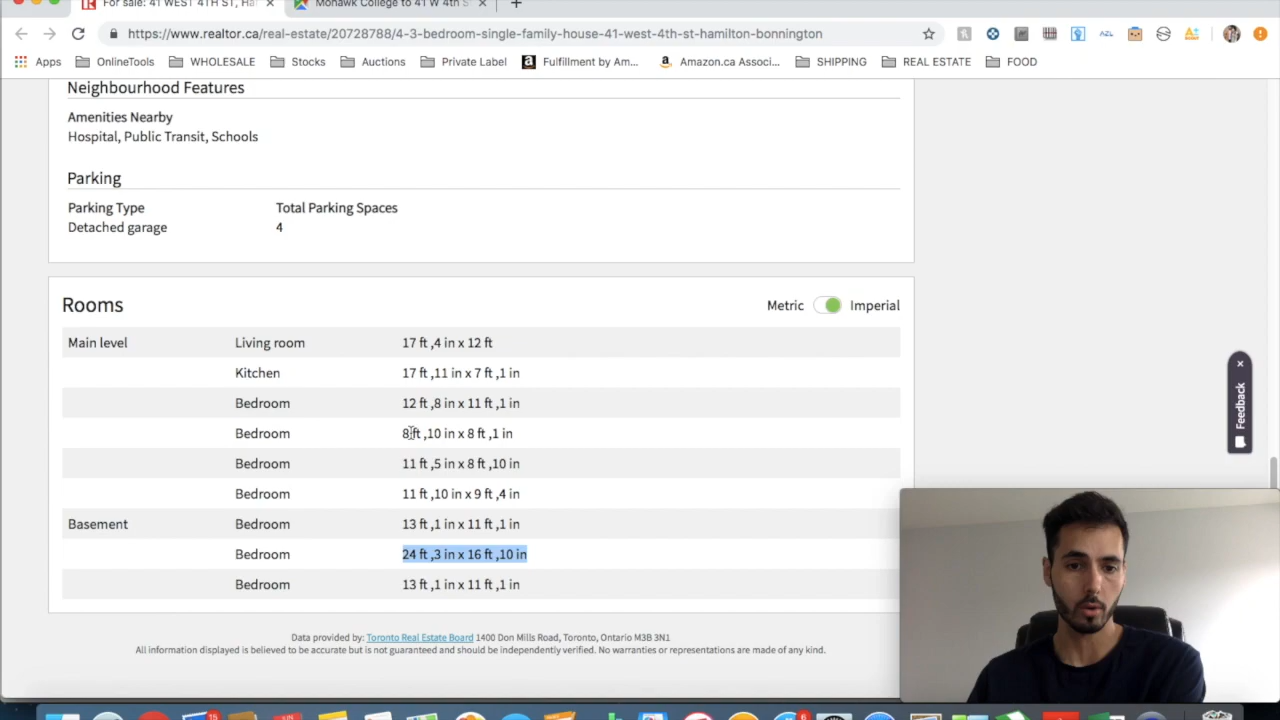 For sale: 41 WEST 4TH ST, Ha
Mohawk College to 41 W 4th S
https://www.realtor.ca/real-estate/20728788/4-3-bedroom-single-family-house-41-west-4th-st-hamilton-bonnington
Apps OnlineTools WHOLESALE Stocks Auctions Private Label Fulfillment by Am... Amazon.ca Associ... SHIPPING REAL ESTATE FOOD
Neighbourhood Features
Amenities Nearby
Hospital, Public Transit, Schools
Parking
Parking Type Total Parking Spaces
Detached garage 4
Rooms Metric Imperial
Main level Living room 17 ft ,4 in x 12 ft
Kitchen 17 ft ,11 in x 7 ft ,1 in
Bedroom 12 ft ,8 in x 11 ft ,1 in
Bedroom 8 ft ,10 in x 8 ft ,1 in
Bedroom 11 ft ,5 in x 8 ft ,10 in
Bedroom 11 ft ,10 in x 9 ft ,4 in
Basement Bedroom 13 ft ,1 in x 11 ft ,1 in
Bedroom 24 ft ,3 in x 16 ft ,10 in
Bedroom 13 ft ,1 in x 11 ft ,1 in
Feedback
Data provided by: Toronto Real Estate Board 1400 Don Mills Road, Toronto, Ontario M3B 3N1
All information displayed is believed to be accurate but is not guaranteed and should be independently verified. No warranties or representations are made of any kind.